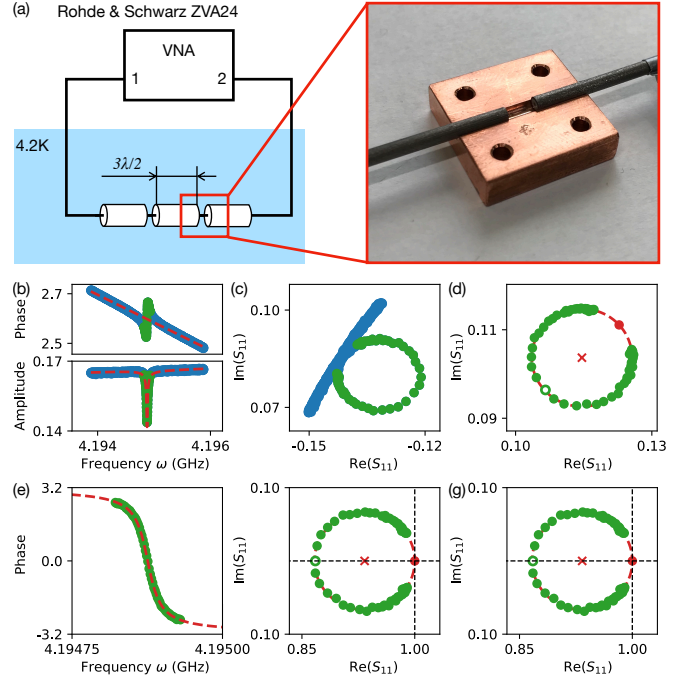 (a)
Rohde & Schwarz ZVA24
VNA
1 2
4.2K
3λ/2
(b)
2.7
2.5
Phase
0.17
0.14
Amplitude
4.194 4.196
Frequency ω (GHz)
(c)
0.10
0.07
Im(S₁₁)
-0.15 -0.12
Re(S₁₁)
(d)
0.11
0.09
Im(S₁₁)
0.10 0.13
Re(S₁₁)
(e)
3.2
0.0
-3.2
Phase
4.19475 4.19500
Frequency ω (GHz)
0.10
0.10
Im(S₁₁)
0.85 1.00
Re(S₁₁)
(g)
0.10
0.10
Im(S₁₁)
0.85 1.00
Re(S₁₁)